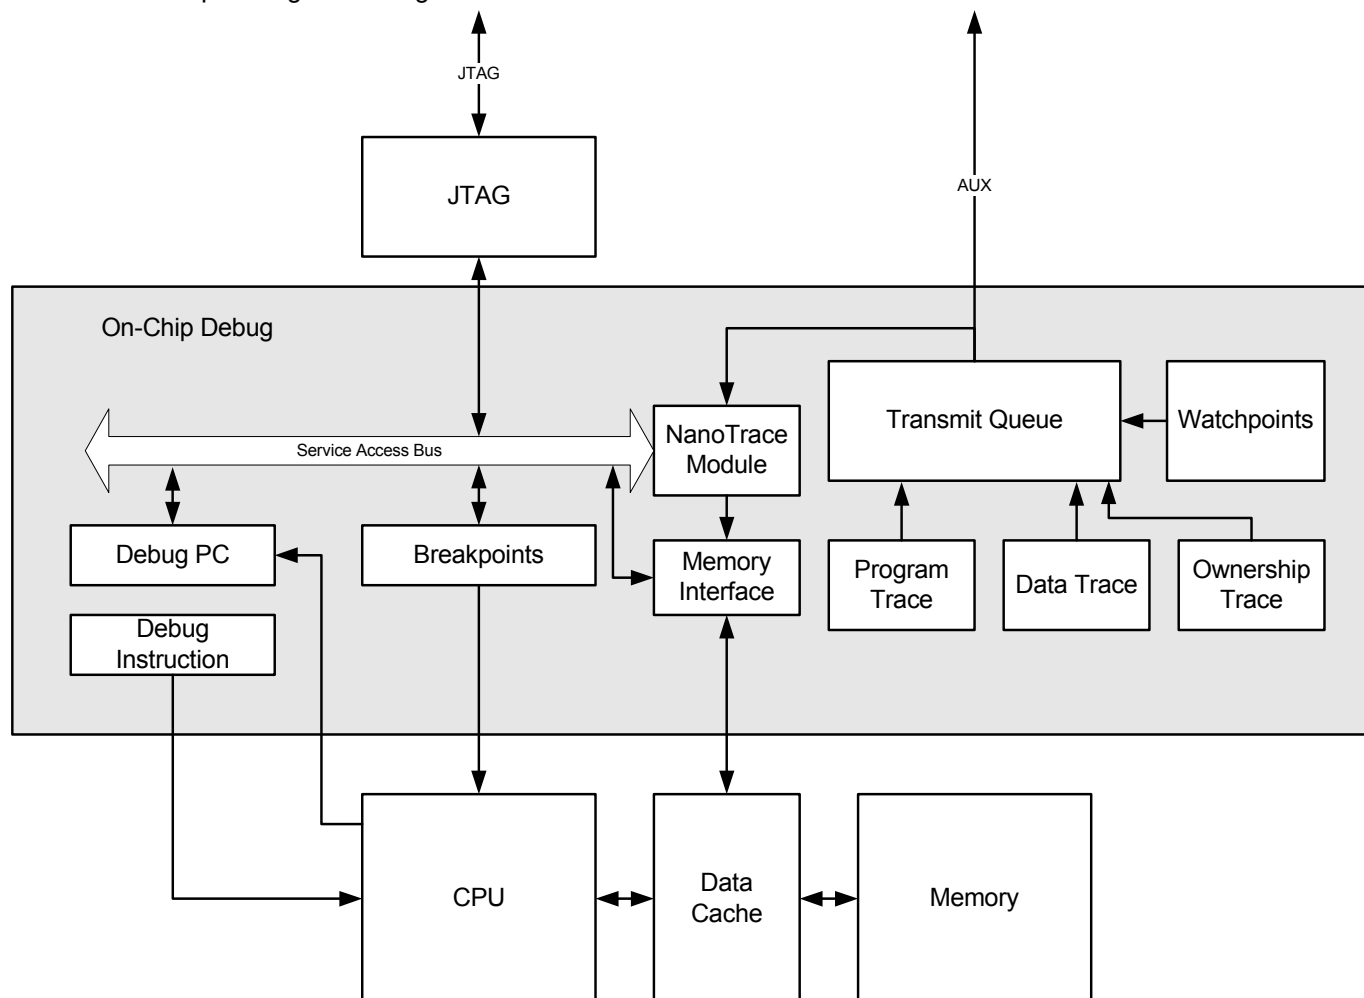 JTAG
JTAG
AUX
On-Chip Debug
Transmit Queue
Watchpoints
NanoTrace
Module
Service Access Bus
Debug PC
Breakpoints
Memory
Interface
Program
Trace
Data Trace
Ownership
Trace
Debug
Instruction
CPU
Data
Cache
Memory